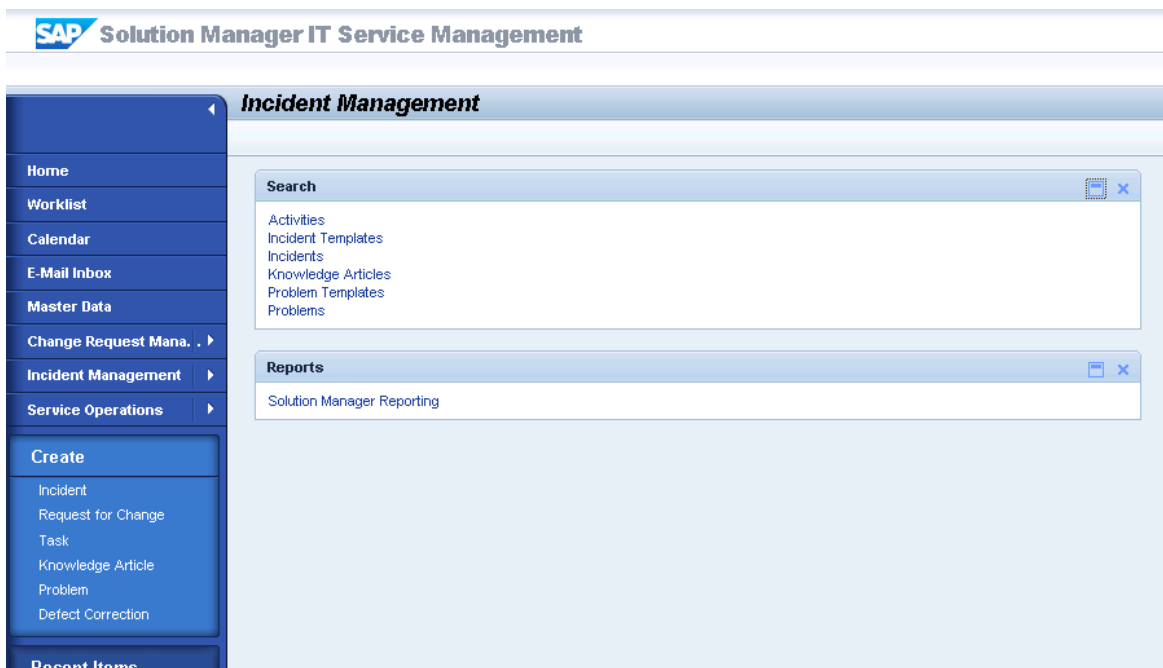 SAP Solution Manager IT Service Management
Incident Management
Home
Worklist
Calendar
E-Mail Inbox
Master Data
Change Request Mana. .
Incident Management
Service Operations
Create
Incident
Request for Change
Task
Knowledge Article
Problem
Defect Correction
Recent Items
Search
Activities
Incident Templates
Incidents
Knowledge Articles
Problem Templates
Problems
Reports
Solution Manager Reporting